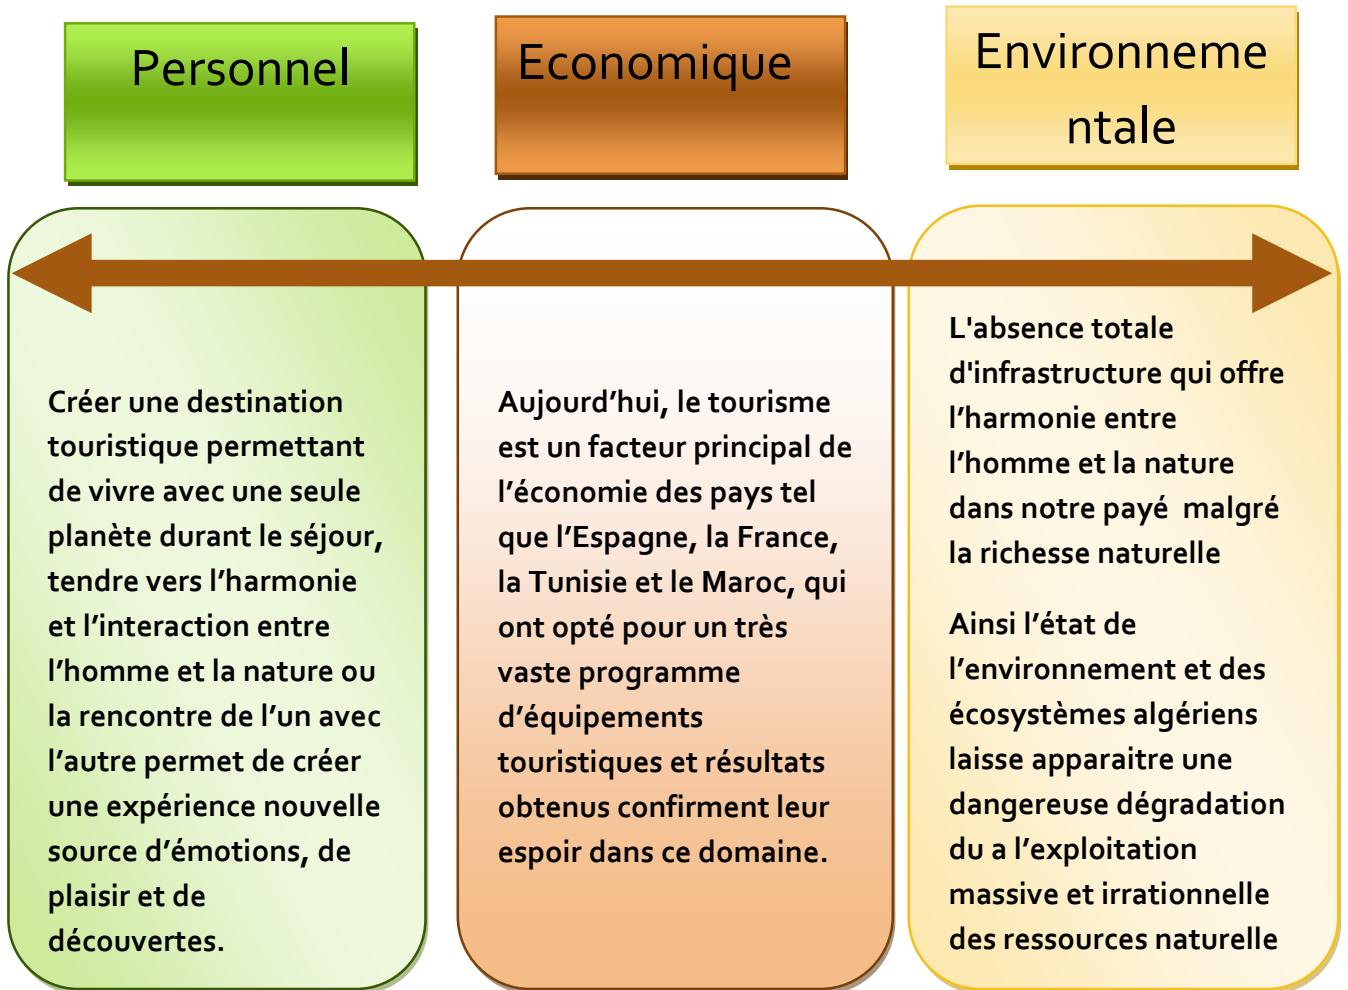 Personnel
Economique
Environneme
ntale
Créer une destination
touristique permettant
de vivre avec une seule
planète durant le séjour,
tendre vers l’harmonie
et l’interaction entre
l’homme et la nature ou
la rencontre de l’un avec
l’autre permet de créer
une expérience nouvelle
source d’émotions, de
plaisir et de
découvertes.
Aujourd’hui, le tourisme
est un facteur principal de
l’économie des pays tel
que l’Espagne, la France,
la Tunisie et le Maroc, qui
ont opté pour un très
vaste programme
d’équipements
touristiques et résultats
obtenus confirment leur
espoir dans ce domaine.
L'absence totale
d'infrastructure qui offre
l’harmonie entre
l’homme et la nature
dans notre payé  malgré
la richesse naturelle
Ainsi l’état de
l’environnement et des
écosystèmes algériens
laisse apparaitre une
dangereuse dégradation
du a l’exploitation
massive et irrationnelle
des ressources naturelle